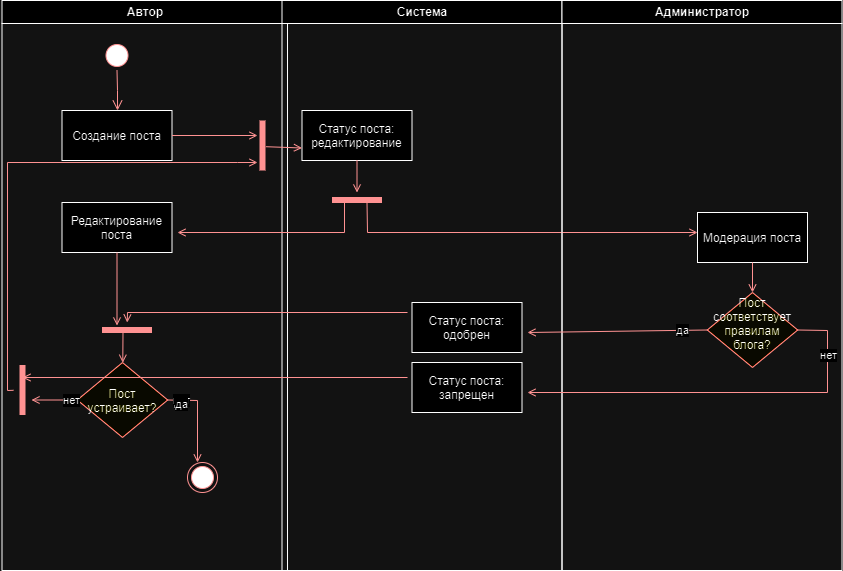 Автор
Система
Администратор
Создание поста
Статус поста:
редактирование
Редактирование
поста
Модерация поста
Статус поста:
одобрен
да
Пост
соответствует
правилам
блога?
нет
Статус поста:
запрещен
нет
Пост
устраивает?
да